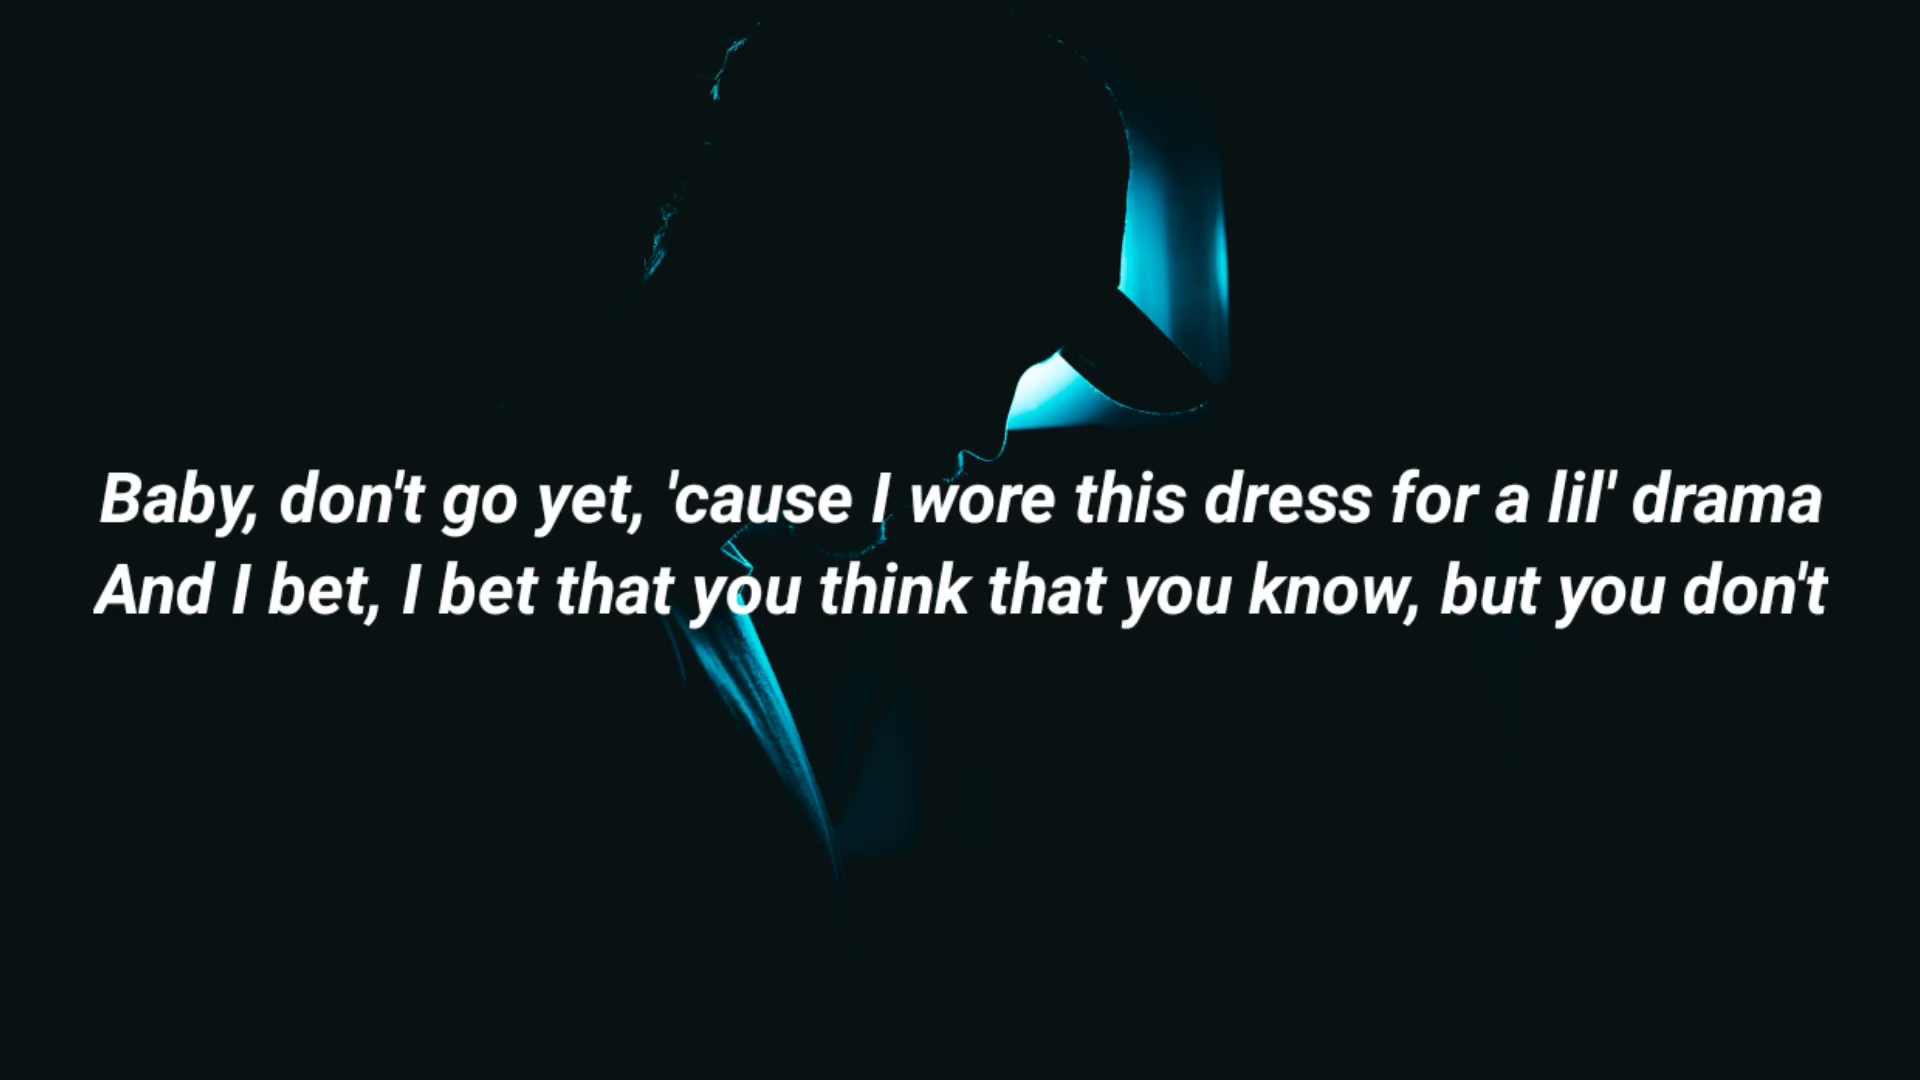 Baby, don't go yet, 'cause I wore this dress for a lil' drama
And I bet, I bet that you think that you know, but you don't